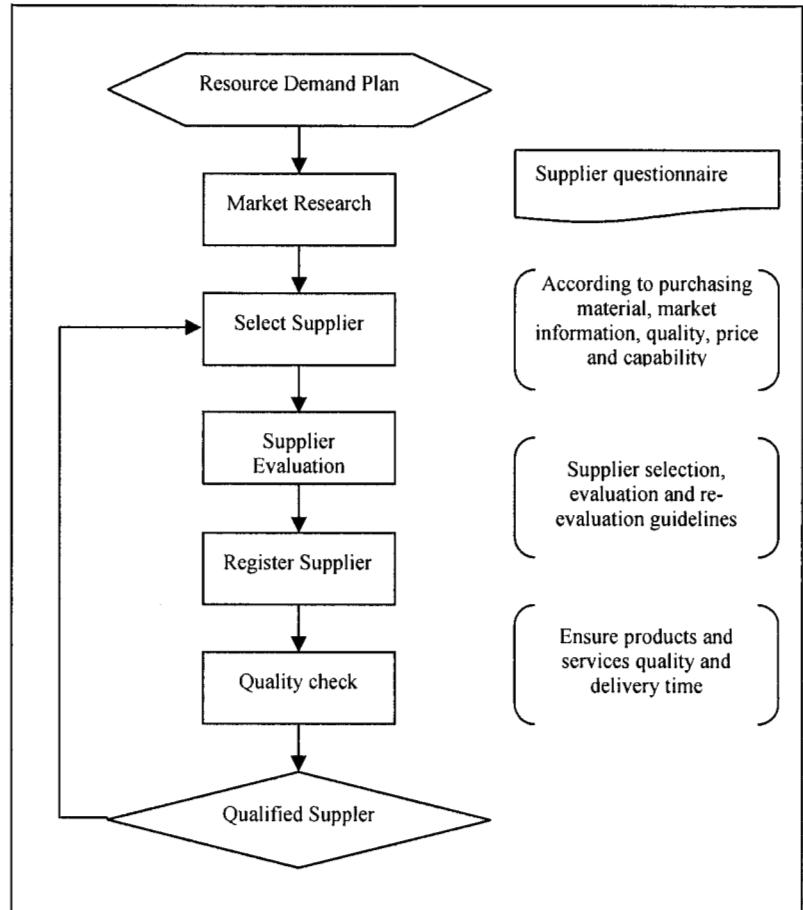 Resource Demand Plan
Market Research
Supplier questionnaire
Select Supplier
According to purchasing
material, market
information, quality, price
and capability
Supplier
Evaluation
Supplier selection,
evaluation and re-
evaluation guidelines
Register Supplier
Quality check
Ensure products and
services quality and
delivery time
Qualified Suppler